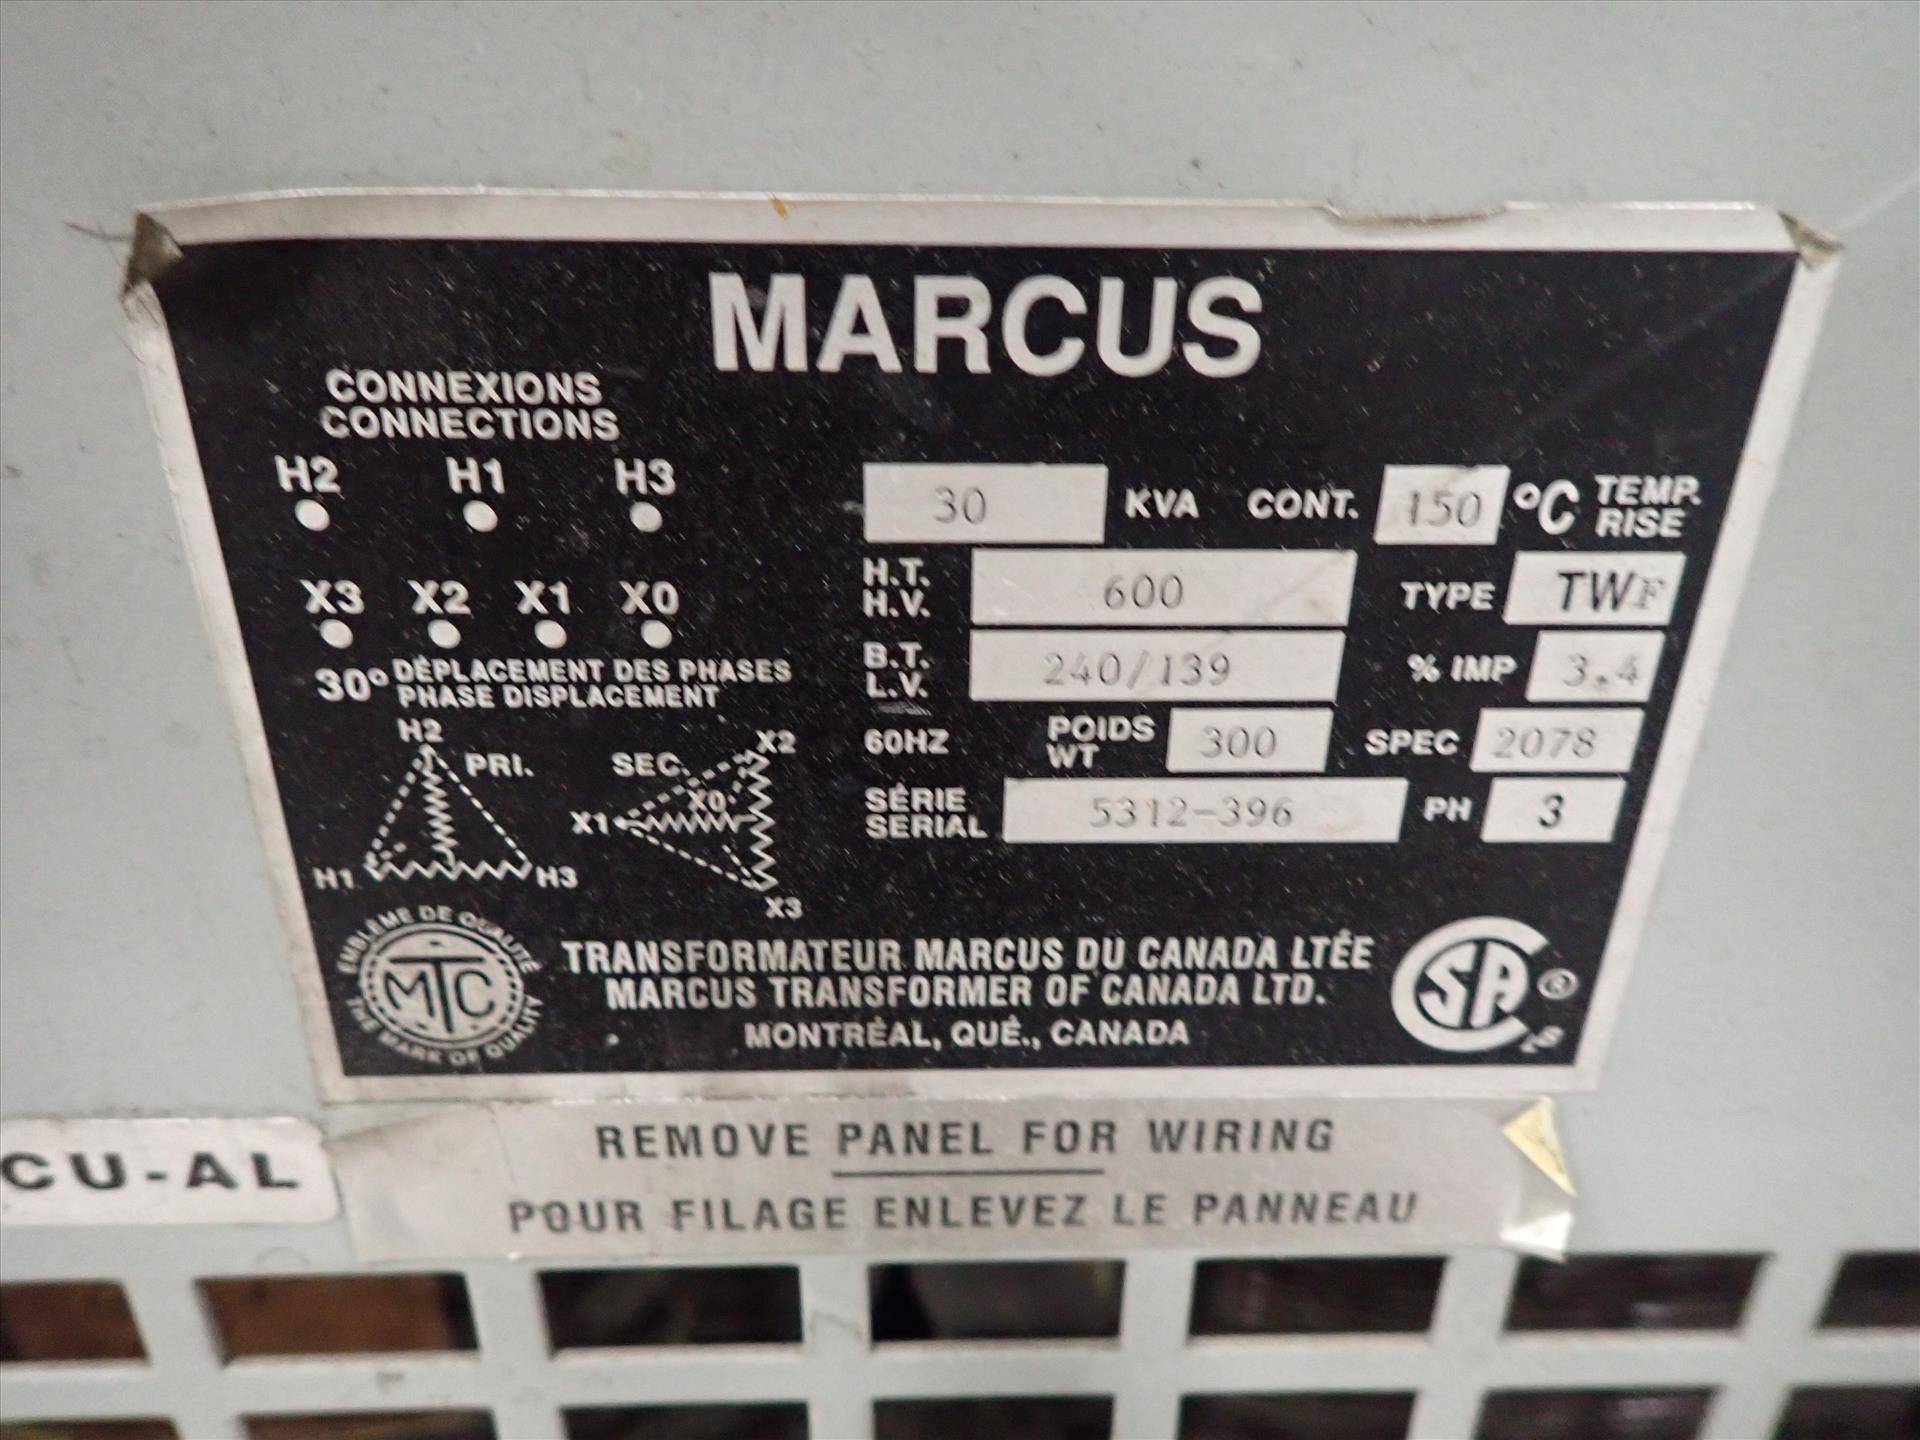 MARCUS
CONNEXIONS
CONNECTIONS
H2 H1 H3
X3 X2 X1 X0
30° DÉPLACEMENT DES PHASES
PHASE DISPLACEMENT
H2
PRI.
H1 H3
SEC.
X2
X0
X1
X3
30 KVA CONT. 150 °C TEMP. RISE
H.T.
H.V. 600 TYPE TWF
B.T.
L.V. 240/139 % IMP 3.4
60HZ POIDS
WT 300 SPEC 2078
SÉRIE
SERIAL 5312-396 PH 3
EMBLÈME DE QUALITÉ
MTC
THE MARK OF QUALITY
TRANSFORMATEUR MARCUS DU CANADA LTÉE
MARCUS TRANSFORMER OF CANADA LTD.
MONTRÉAL, QUÉ., CANADA
CSA ®
CU-AL
REMOVE PANEL FOR WIRING
POUR FILAGE ENLEVEZ LE PANNEAU